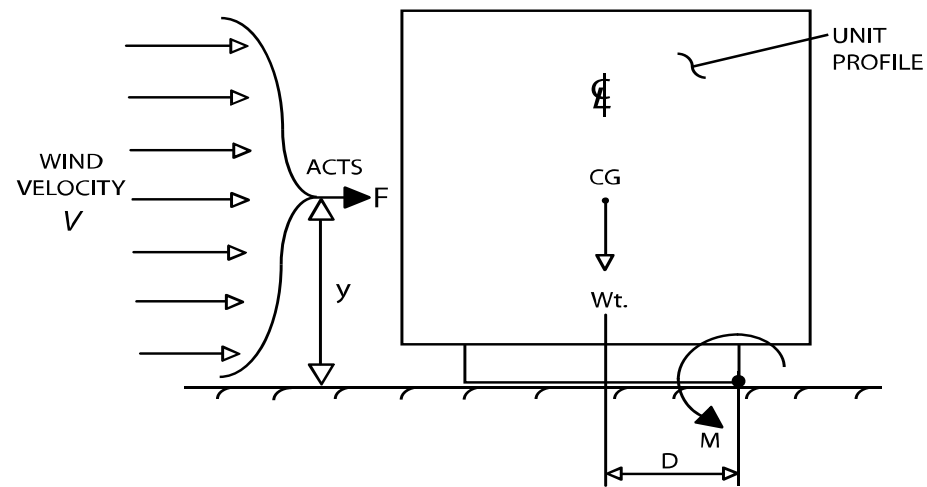 WIND
VELOCITY
V
ACTS
F
y
℄
CG
Wt.
UNIT
PROFILE
M
D